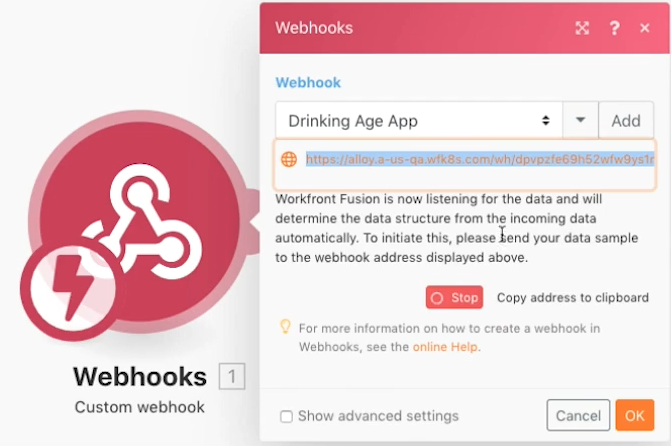 Webhooks
?
Webhook
Drinking Age App
Add
https://alloy.a-us-qa.wfk8s.com/wh/dpvpzfe69h52wfw9ys1r
Workfront Fusion is now listening for the data and will
determine the data structure from the incoming data
automatically. To initiate this, please send your data sample
to the webhook address displayed above.
Stop
Copy address to clipboard
For more information on how to create a webhook in
Webhooks, see the online Help.
Show advanced settings
Cancel
OK
Webhooks 1
Custom webhook